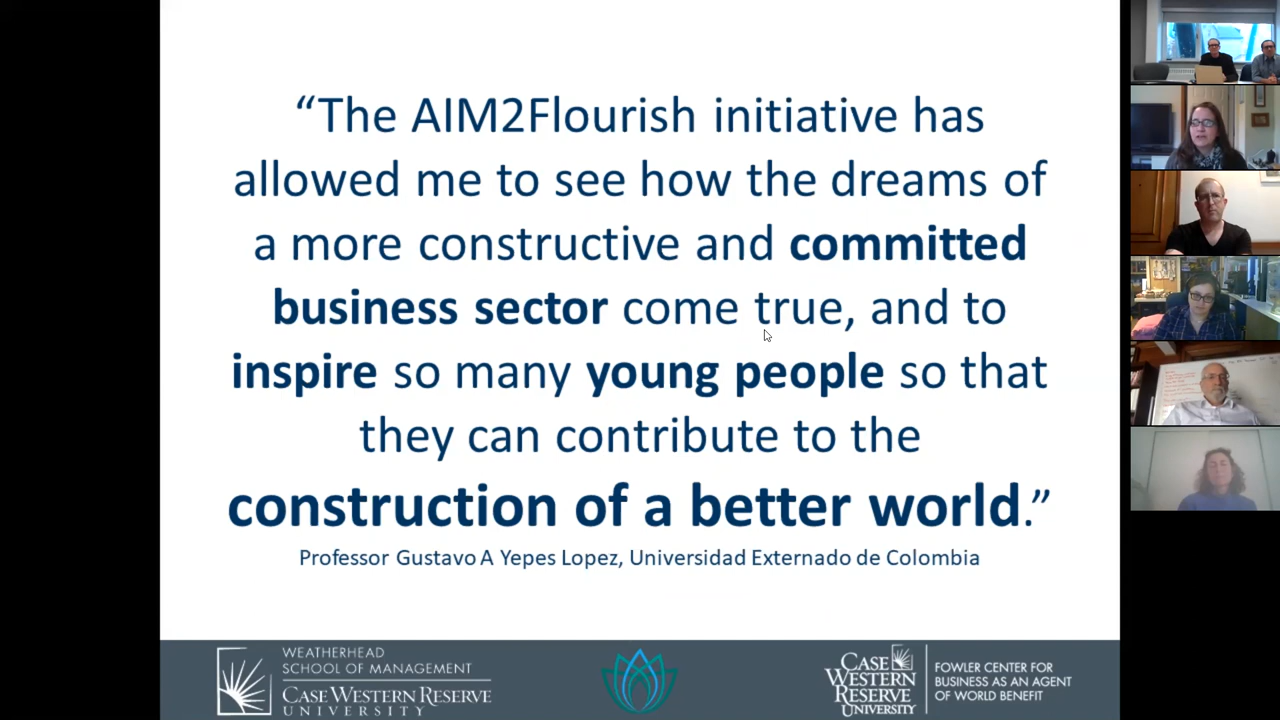 “The AIM2Flourish initiative has
allowed me to see how the dreams of
a more constructive and committed
business sector come true, and to
inspire so many young people so that
they can contribute to the
construction of a better world.”
Professor Gustavo A Yepes Lopez, Universidad Externado de Colombia
WEATHERHEAD
SCHOOL OF MANAGEMENT
CASE WESTERN RESERVE
UNIVERSITY
CASE
WESTERN
RESERVE
UNIVERSITY
FOWLER CENTER FOR
BUSINESS AS AN AGENT
OF WORLD BENEFIT